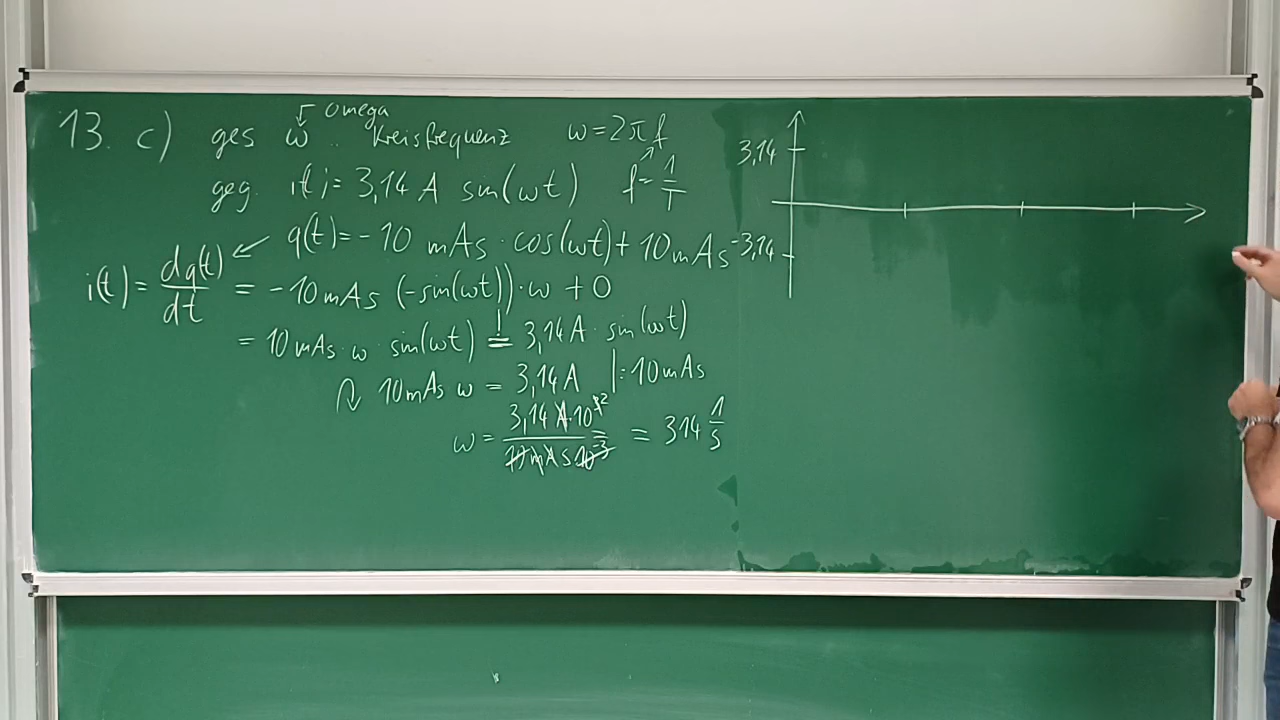 13. c) ges ω .. Kreisfrequenz ω = 2πf
Omega
geg. i(t) = 3,14 A sin(ωt) f = 1/T
q(t) = -10 mAs · cos(ωt) + 10 mAs
i(t) = dq(t)/dt = -10 mAs (-sin(ωt)) · ω + 0
= 10 mAs · ω sin(ωt) =! 3,14 A · sin(ωt)
10 mAs ω = 3,14 A |: 10 mAs
ω = 3,14 A · 10² / 10 mAs 10⁻³ = 314 1/s
3,14
-3,14